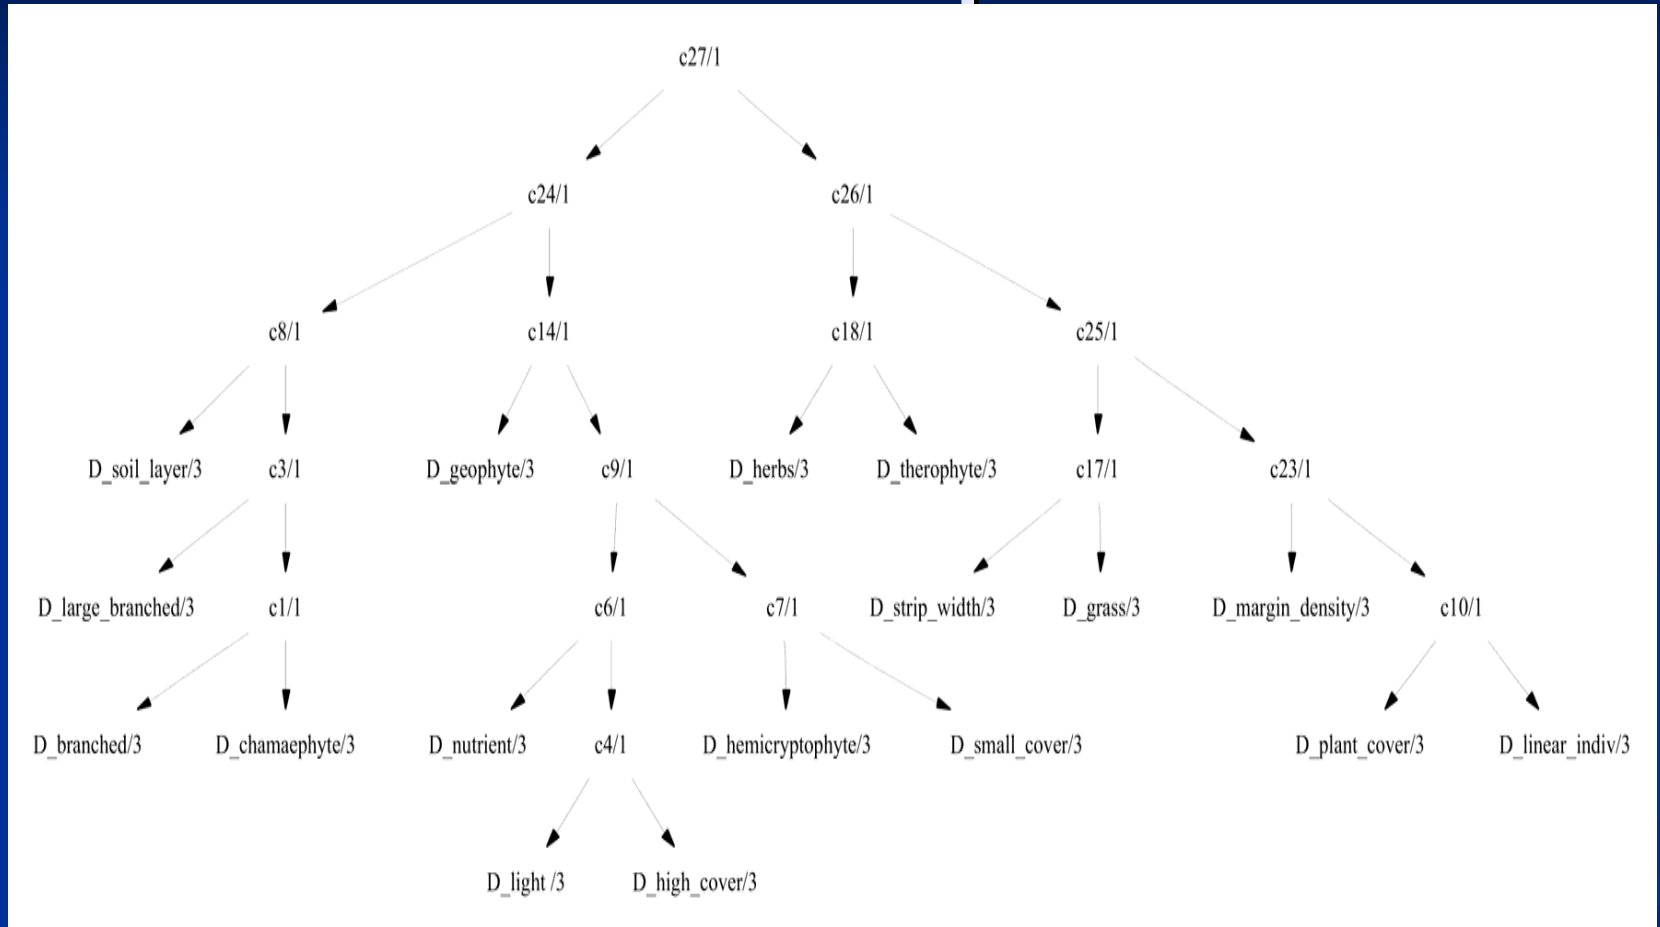 c27/1
c24/1 c26/1
c8/1 c14/1 c18/1 c25/1
D_soil_layer/3 c3/1 D_geophyte/3 c9/1 D_herbs/3 D_therophyte/3 c17/1 c23/1
D_large_branched/3 c1/1 c6/1 c7/1 D_strip_width/3 D_grass/3 D_margin_density/3 c10/1
D_branched/3 D_chamaephyte/3 D_nutrient/3 c4/1 D_hemicryptophyte/3 D_small_cover/3 D_plant_cover/3 D_linear_indiv/3
D_light /3 D_high_cover/3